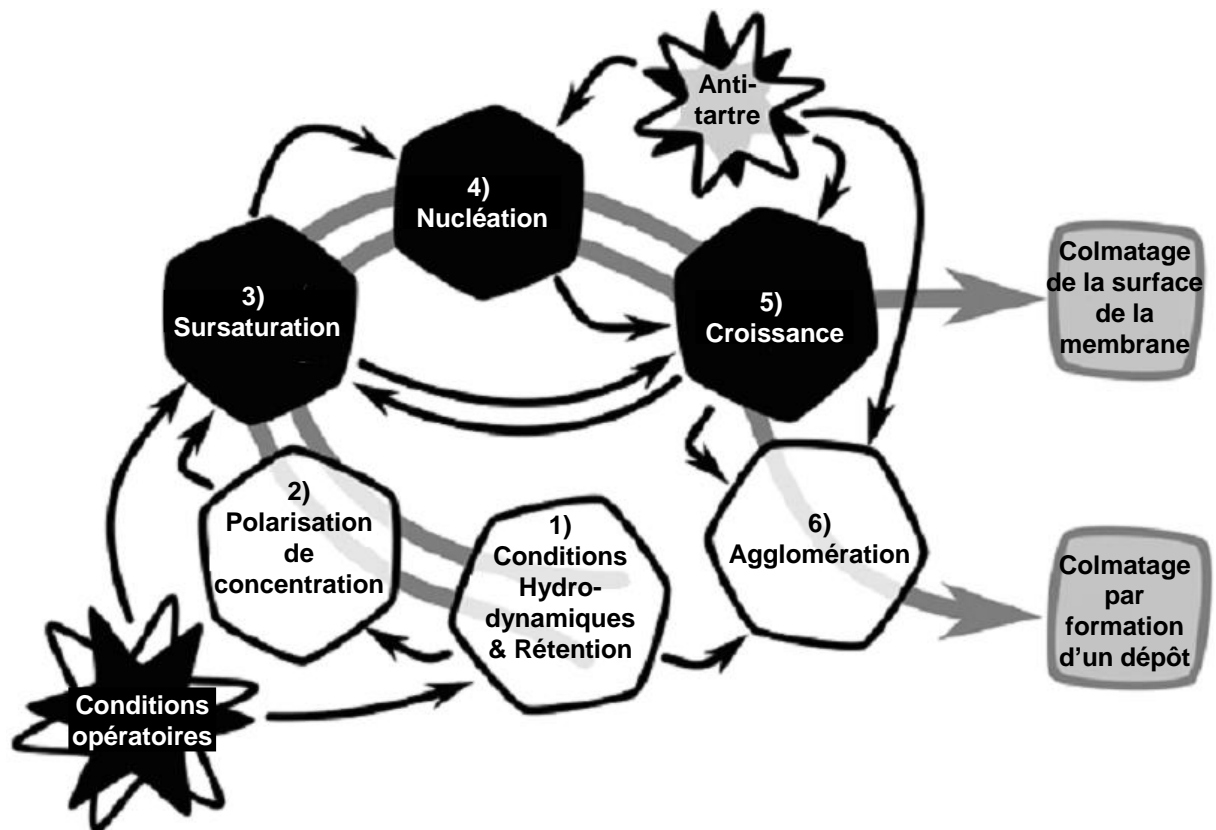 Anti-
tartre
4)
Nucléation
3)
Sursaturation
5)
Croissance
Colmatage
de la surface
de la
membrane
2)
Polarisation
de
concentration
1)
Conditions
Hydro-
dynamiques
& Rétention
6)
Agglomération
Colmatage
par
formation
d'un dépôt
Conditions
opératoires